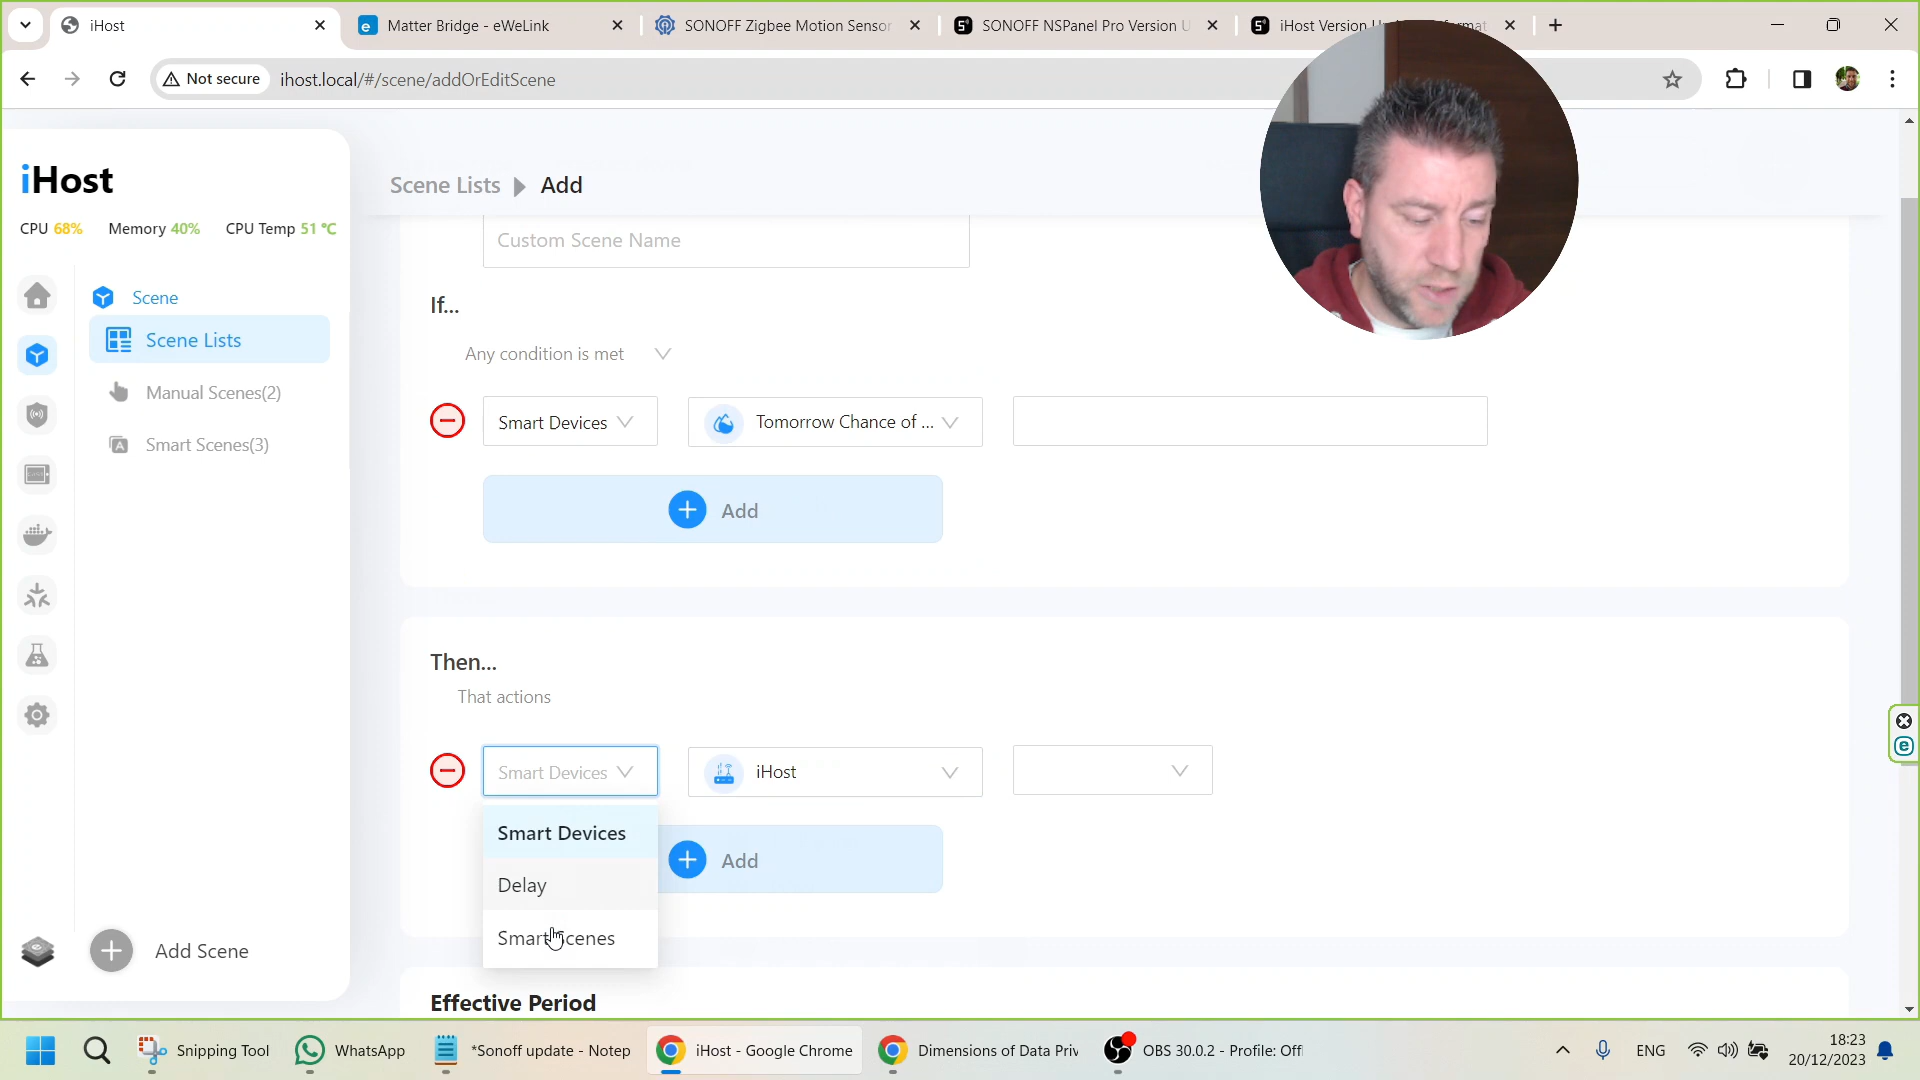 iHost
Matter Bridge - eWeLink
SONOFF Zigbee Motion Sensor
SONOFF NSPanel Pro Version U
iHost Version
Not secure
ihost.local/#/scene/addOrEditScene
iHost
CPU 68% Memory 40% CPU Temp 51 ℃
Scene
Scene Lists
Manual Scenes(2)
Smart Scenes(3)
Add Scene
Scene Lists Add
Custom Scene Name
If...
Any condition is met
Smart Devices
Tomorrow Chance of ...
Add
Then...
That actions
Smart Devices
iHost
Smart Devices
Delay
Smart Scenes
Add
Effective Period
Snipping Tool
WhatsApp
*Sonoff update - Notep
iHost - Google Chrome
Dimensions of Data Priv
OBS 30.0.2 - Profile: Off
ENG
18:23
20/12/2023